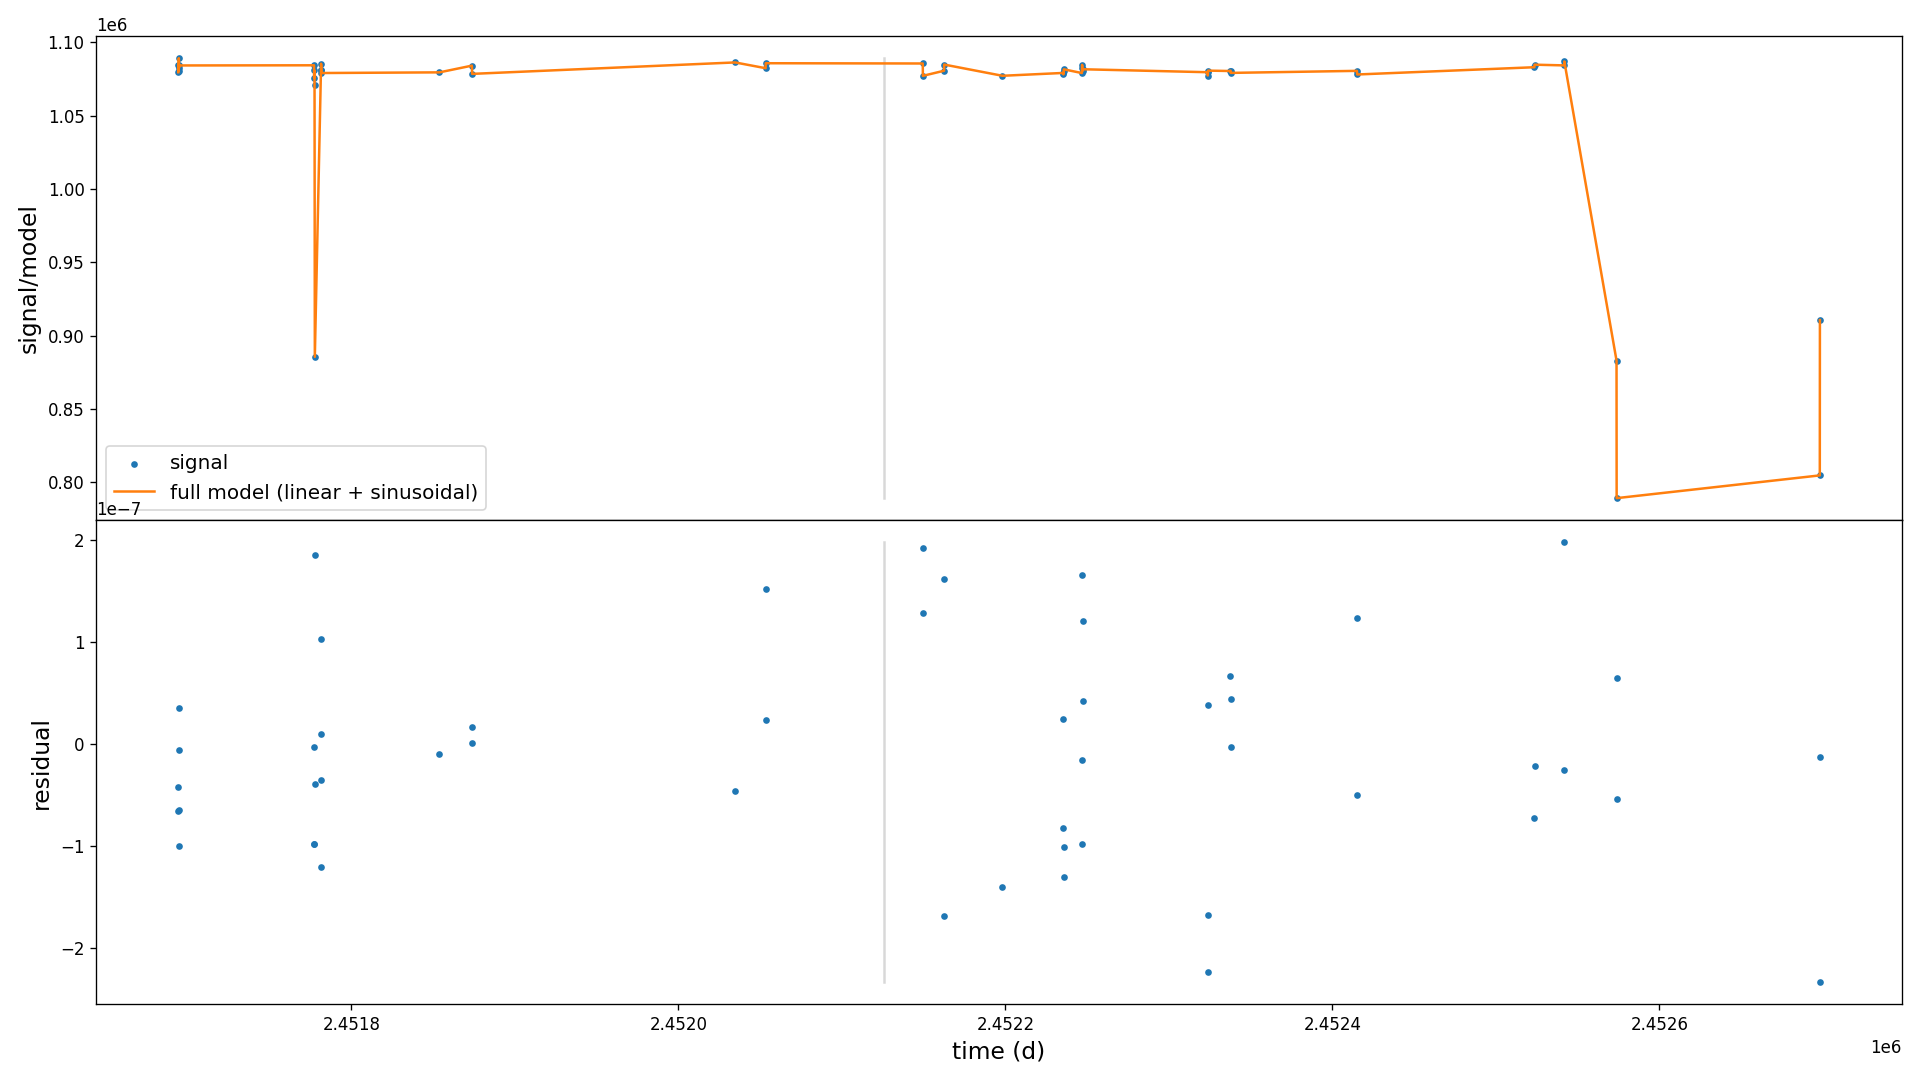 1e6
1.10
1.05
1.00
0.95
0.90
0.85
0.80
signal/model
signal
full model (linear + sinusoidal)
1e−7
2
1
0
−1
−2
residual
2.4518
2.4520
2.4522
2.4524
2.4526
1e6
time (d)